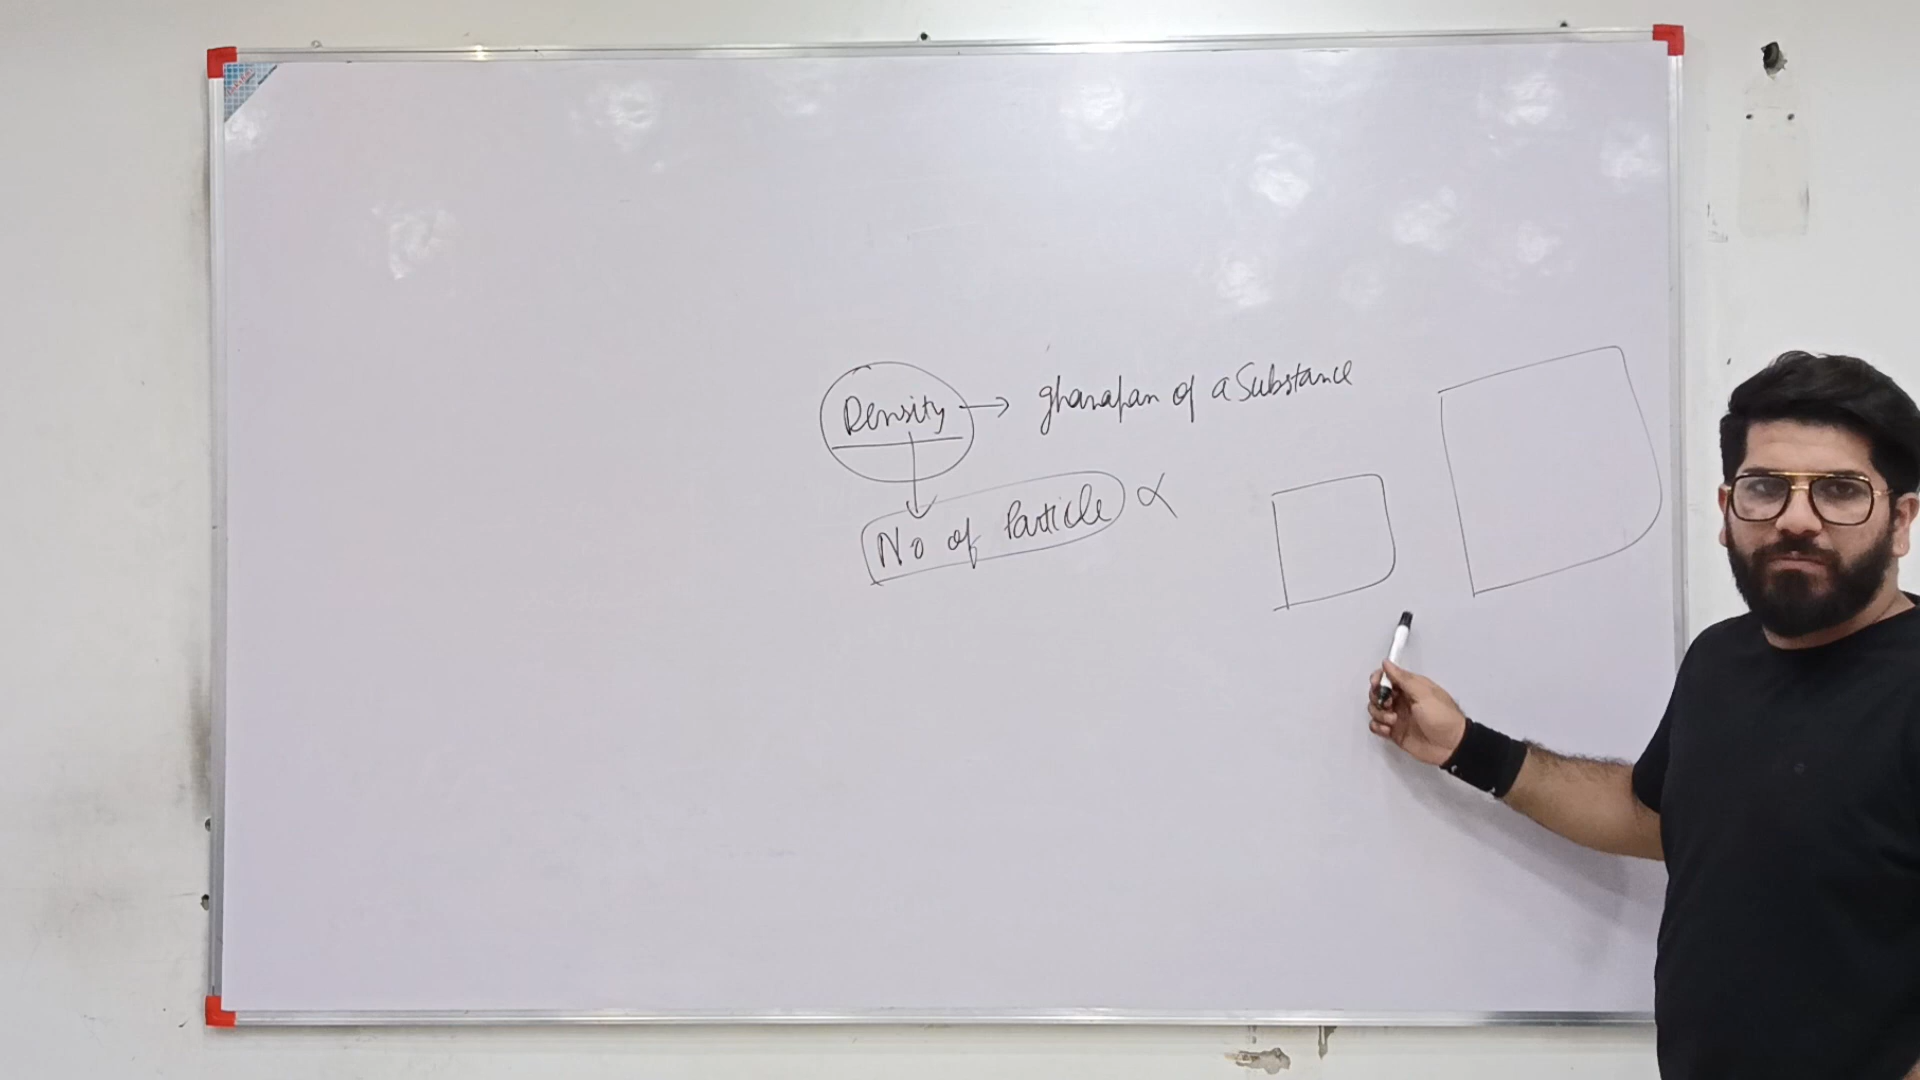 Density → ghanapan of a Substance
No of Particle ∝